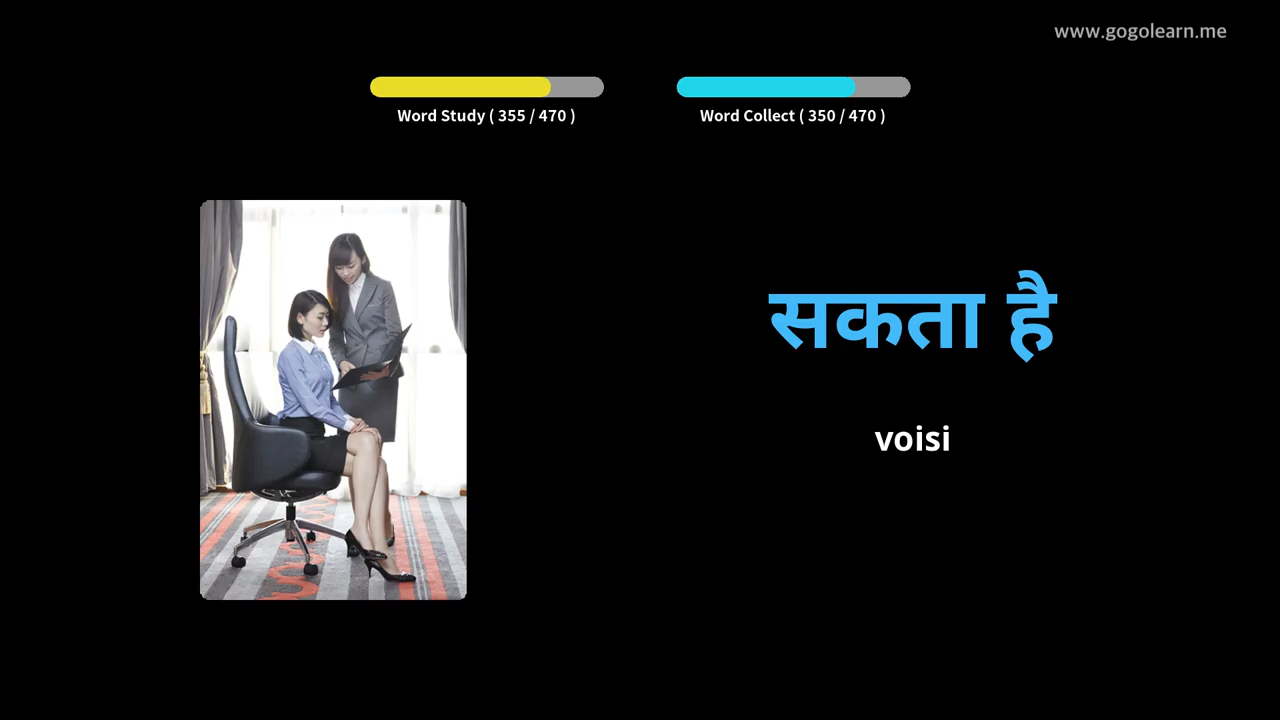 www.gogolearn.me
Word Study ( 355 / 470 )
Word Collect ( 350 / 470 )
सकता है
voisi